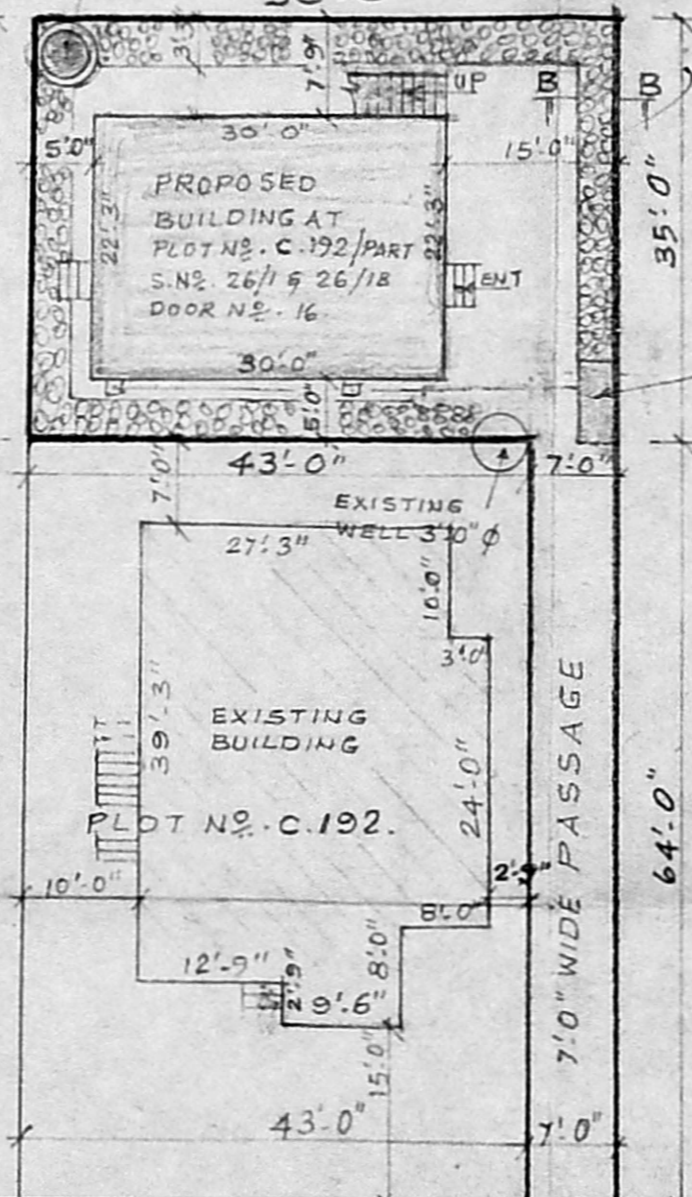 3'.3"
7'.9"
UP
B
B
30'-0"
5'.0"
15'.0"
PROPOSED
BUILDING AT
PLOT Nº. C.192/PART
S.Nº. 26/1 & 26/18
DOOR Nº. 16
22'.3"
22'.3"
ENT
35'.0"
30'-0"
5'.0"
43'-0"
7'.0"
7'.0"
EXISTING
WELL 3'.0" φ
27'.3"
10'.0"
3'.0"
39'-3"
EXISTING
BUILDING
24'-0"
PLOT Nº. C.192.
2'-9"
10'-0"
8'.0"
7'.0" WIDE PASSAGE
64'.0"
12'-9"
2'.9"
9'.6"
8'.0"
15'.0"
43'-0"
7'.0"